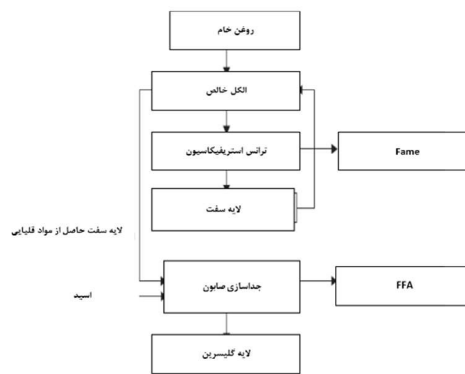 روغن خام
الکل خالص
ترانس استریفیکاسیون
Fame
لایه سفت
لایه سفت حاصل از مواد قلیایی
جداسازی صابون
FFA
اسید
لایه گلیسرین